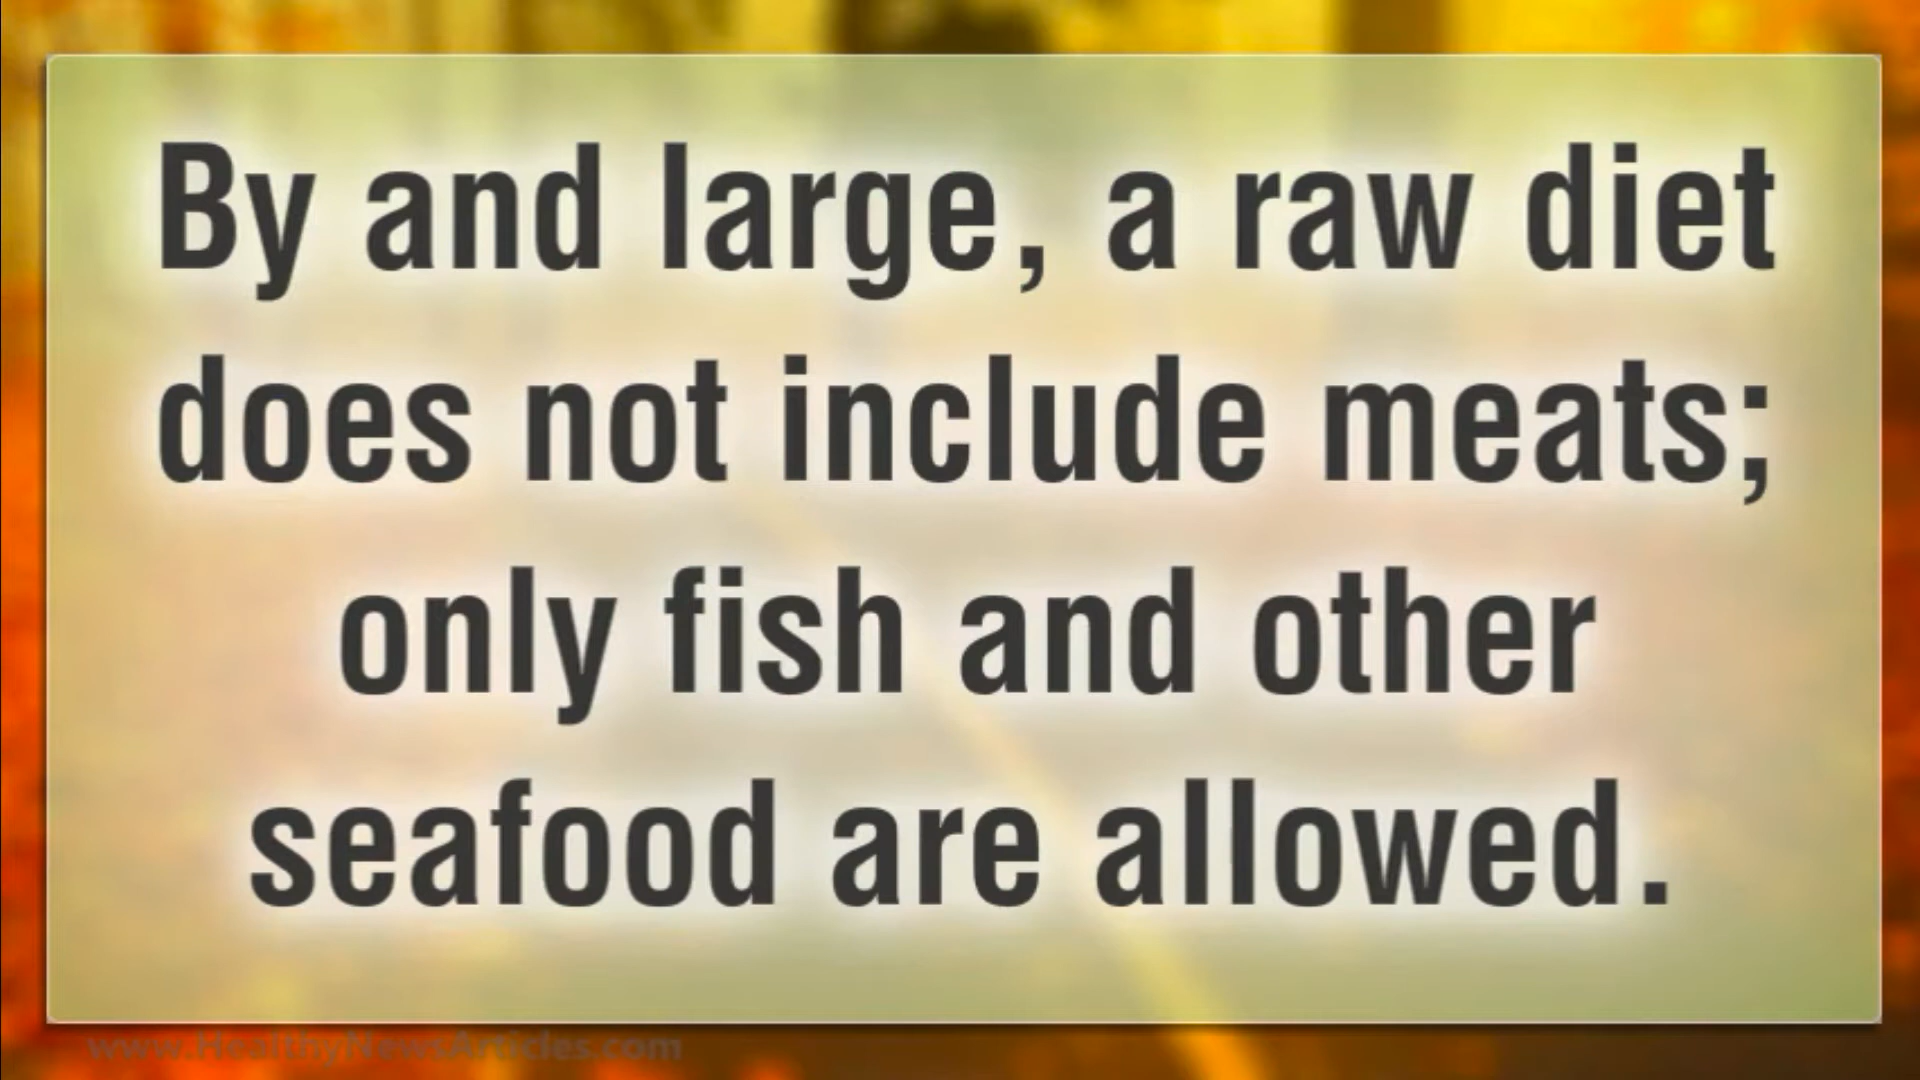 By and large, a raw diet
does not include meats;
only fish and other
seafood are allowed.
www.HealthyNewsArticles.com